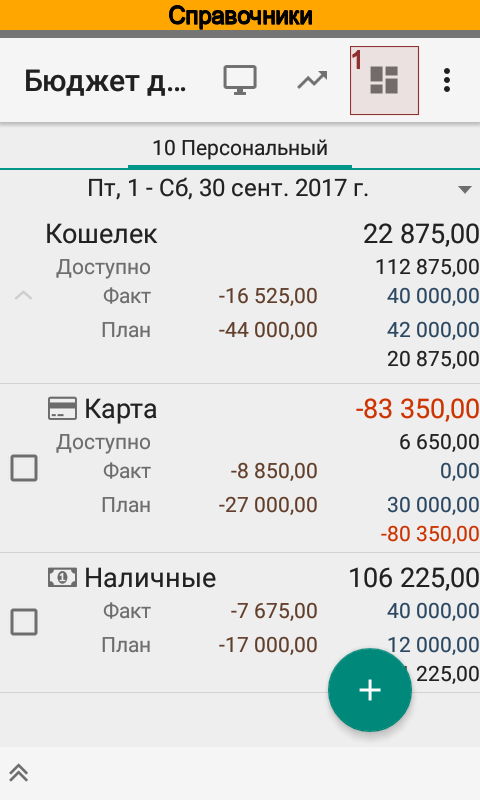 Справочники
Бюджет д...
1
10 Персональный
Пт, 1 - Сб, 30 сент. 2017 г.
Кошелек 22 875,00
Доступно 112 875,00
Факт -16 525,00 40 000,00
План -44 000,00 42 000,00
20 875,00
Карта -83 350,00
Доступно 6 650,00
Факт -8 850,00 0,00
План -27 000,00 30 000,00
-80 350,00
Наличные 106 225,00
Факт -7 675,00 40 000,00
План -17 000,00 12 000,00
225,00